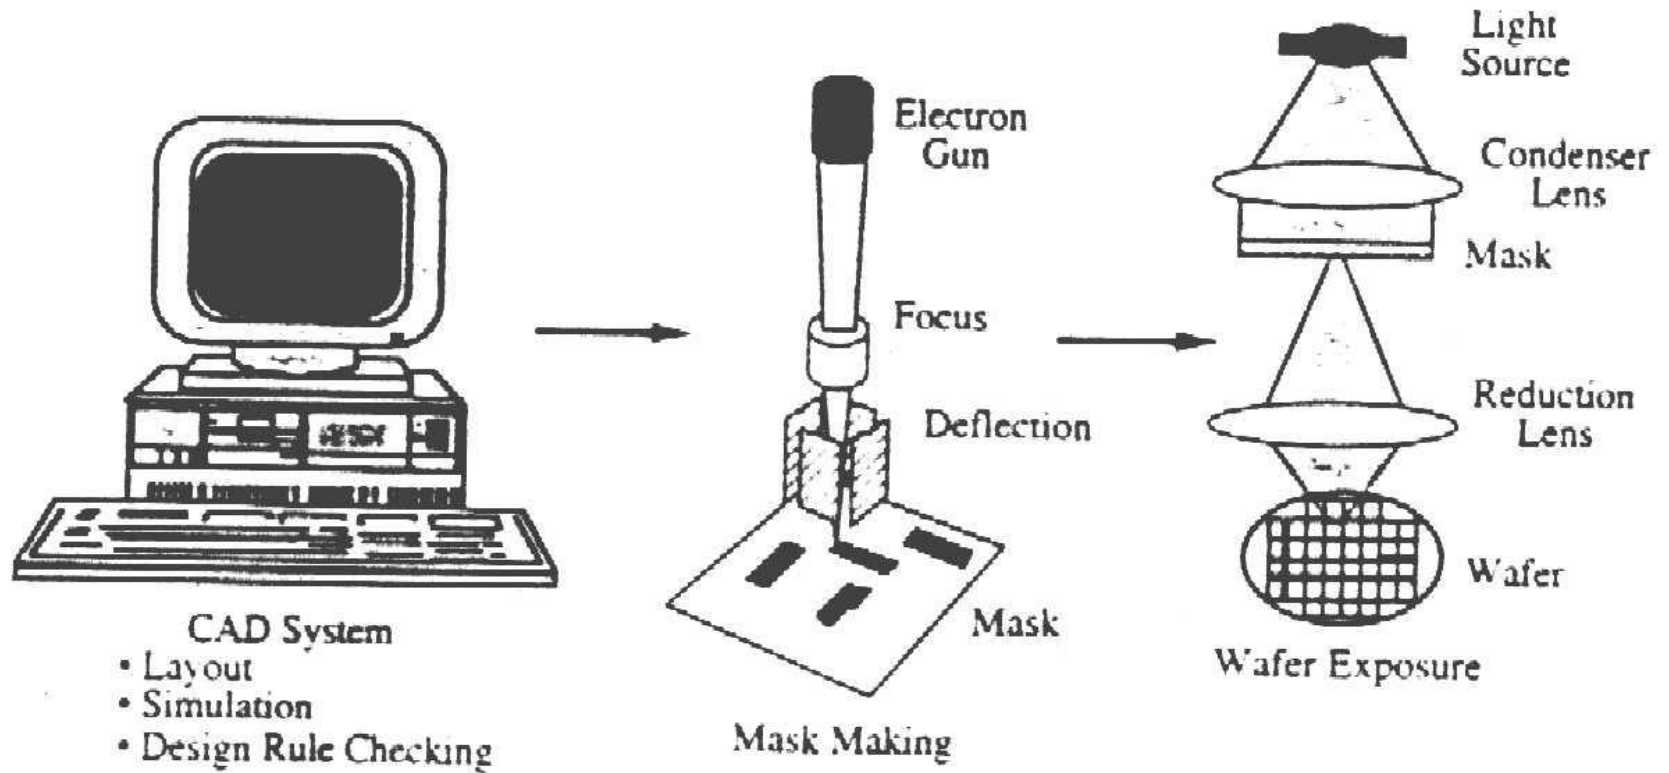 CAD System
• Layout
• Simulation
• Design Rule Checking
Electron
Gun
Focus
Deflection
Mask
Mask Making
Light
Source
Condenser
Lens
Mask
Reduction
Lens
Wafer
Wafer Exposure